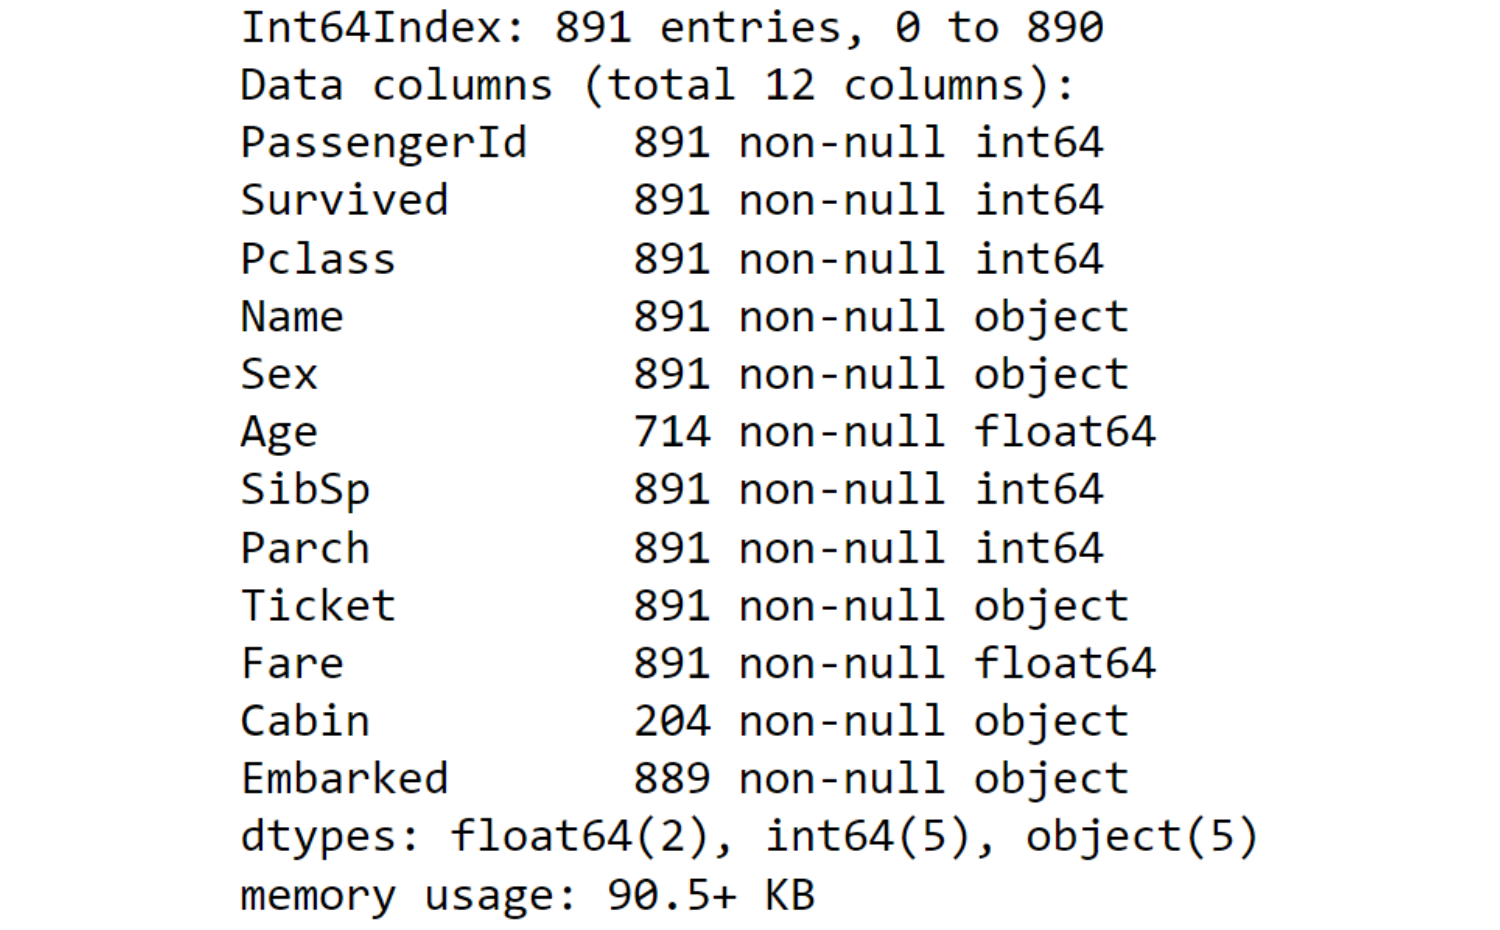 Int64Index: 891 entries, 0 to 890
Data columns (total 12 columns):
PassengerId    891 non-null int64
Survived       891 non-null int64
Pclass         891 non-null int64
Name           891 non-null object
Sex            891 non-null object
Age            714 non-null float64
SibSp          891 non-null int64
Parch          891 non-null int64
Ticket         891 non-null object
Fare           891 non-null float64
Cabin          204 non-null object
Embarked       889 non-null object
dtypes: float64(2), int64(5), object(5)
memory usage: 90.5+ KB